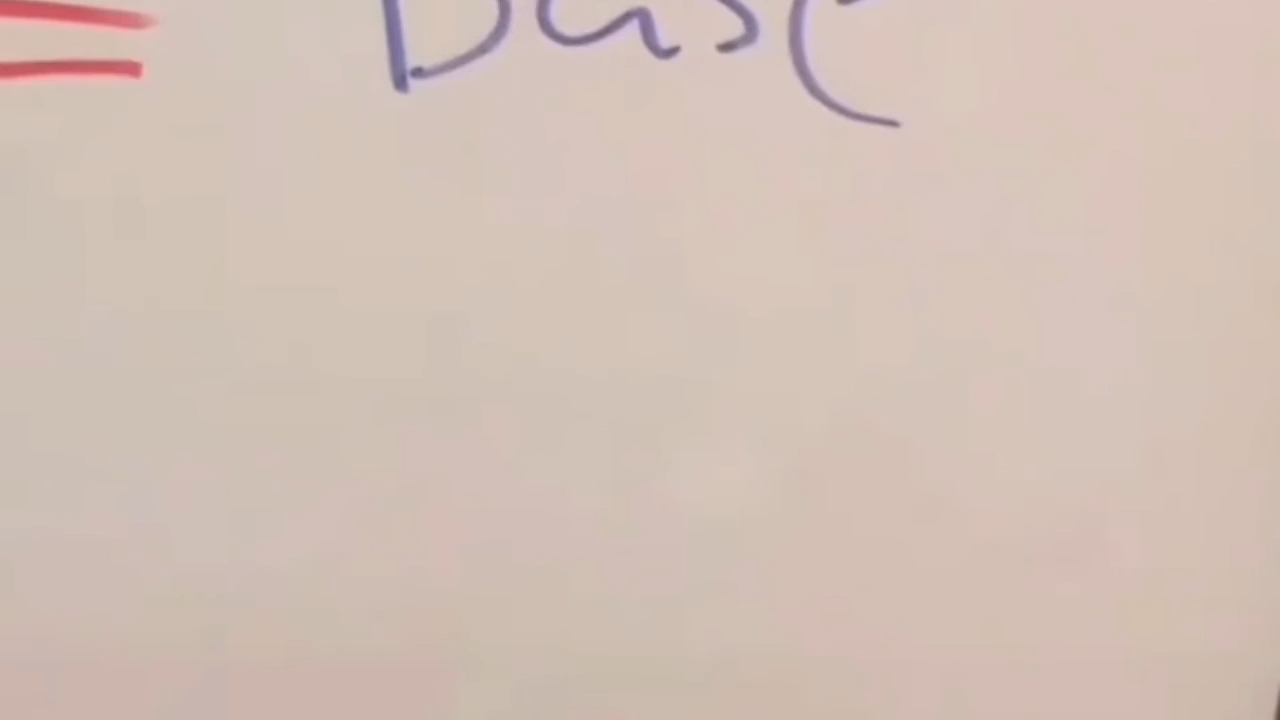 = Base